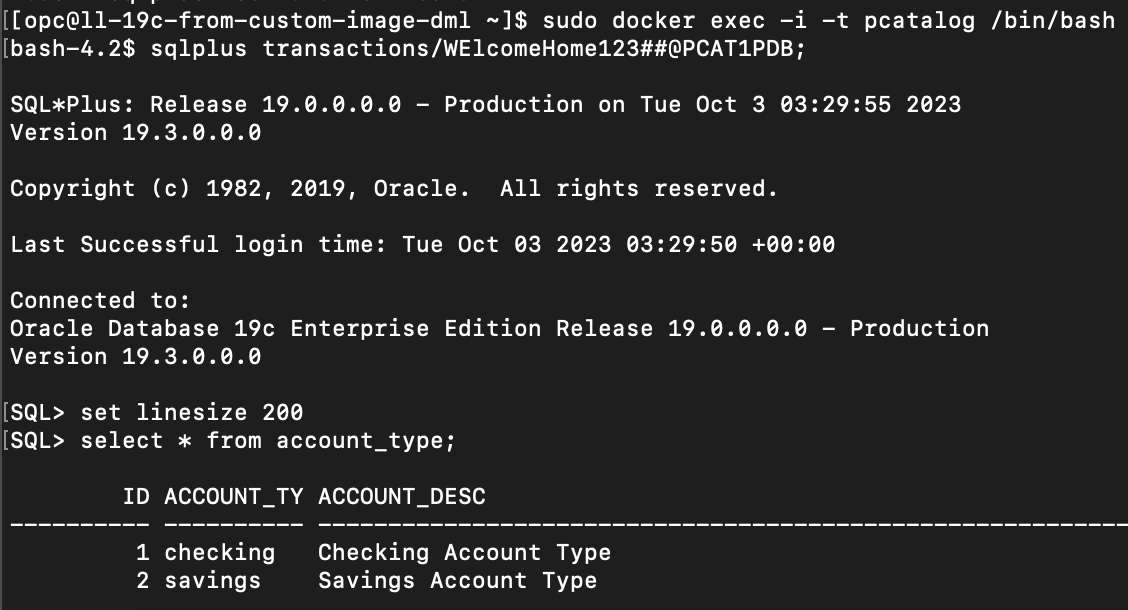 [[opc@ll-19c-from-custom-image-dml ~]$ sudo docker exec -i -t pcatalog /bin/bash
[bash-4.2$ sqlplus transactions/WElcomeHome123##@PCAT1PDB;
SQL*Plus: Release 19.0.0.0.0 - Production on Tue Oct 3 03:29:55 2023
Version 19.3.0.0.0
Copyright (c) 1982, 2019, Oracle.  All rights reserved.
Last Successful login time: Tue Oct 03 2023 03:29:50 +00:00
Connected to:
Oracle Database 19c Enterprise Edition Release 19.0.0.0.0 - Production
Version 19.3.0.0.0
[SQL> set linesize 200
[SQL> select * from account_type;
        ID ACCOUNT_TY ACCOUNT_DESC
---------- ---------- ----------------------------------------------------------
         1 checking   Checking Account Type
         2 savings    Savings Account Type